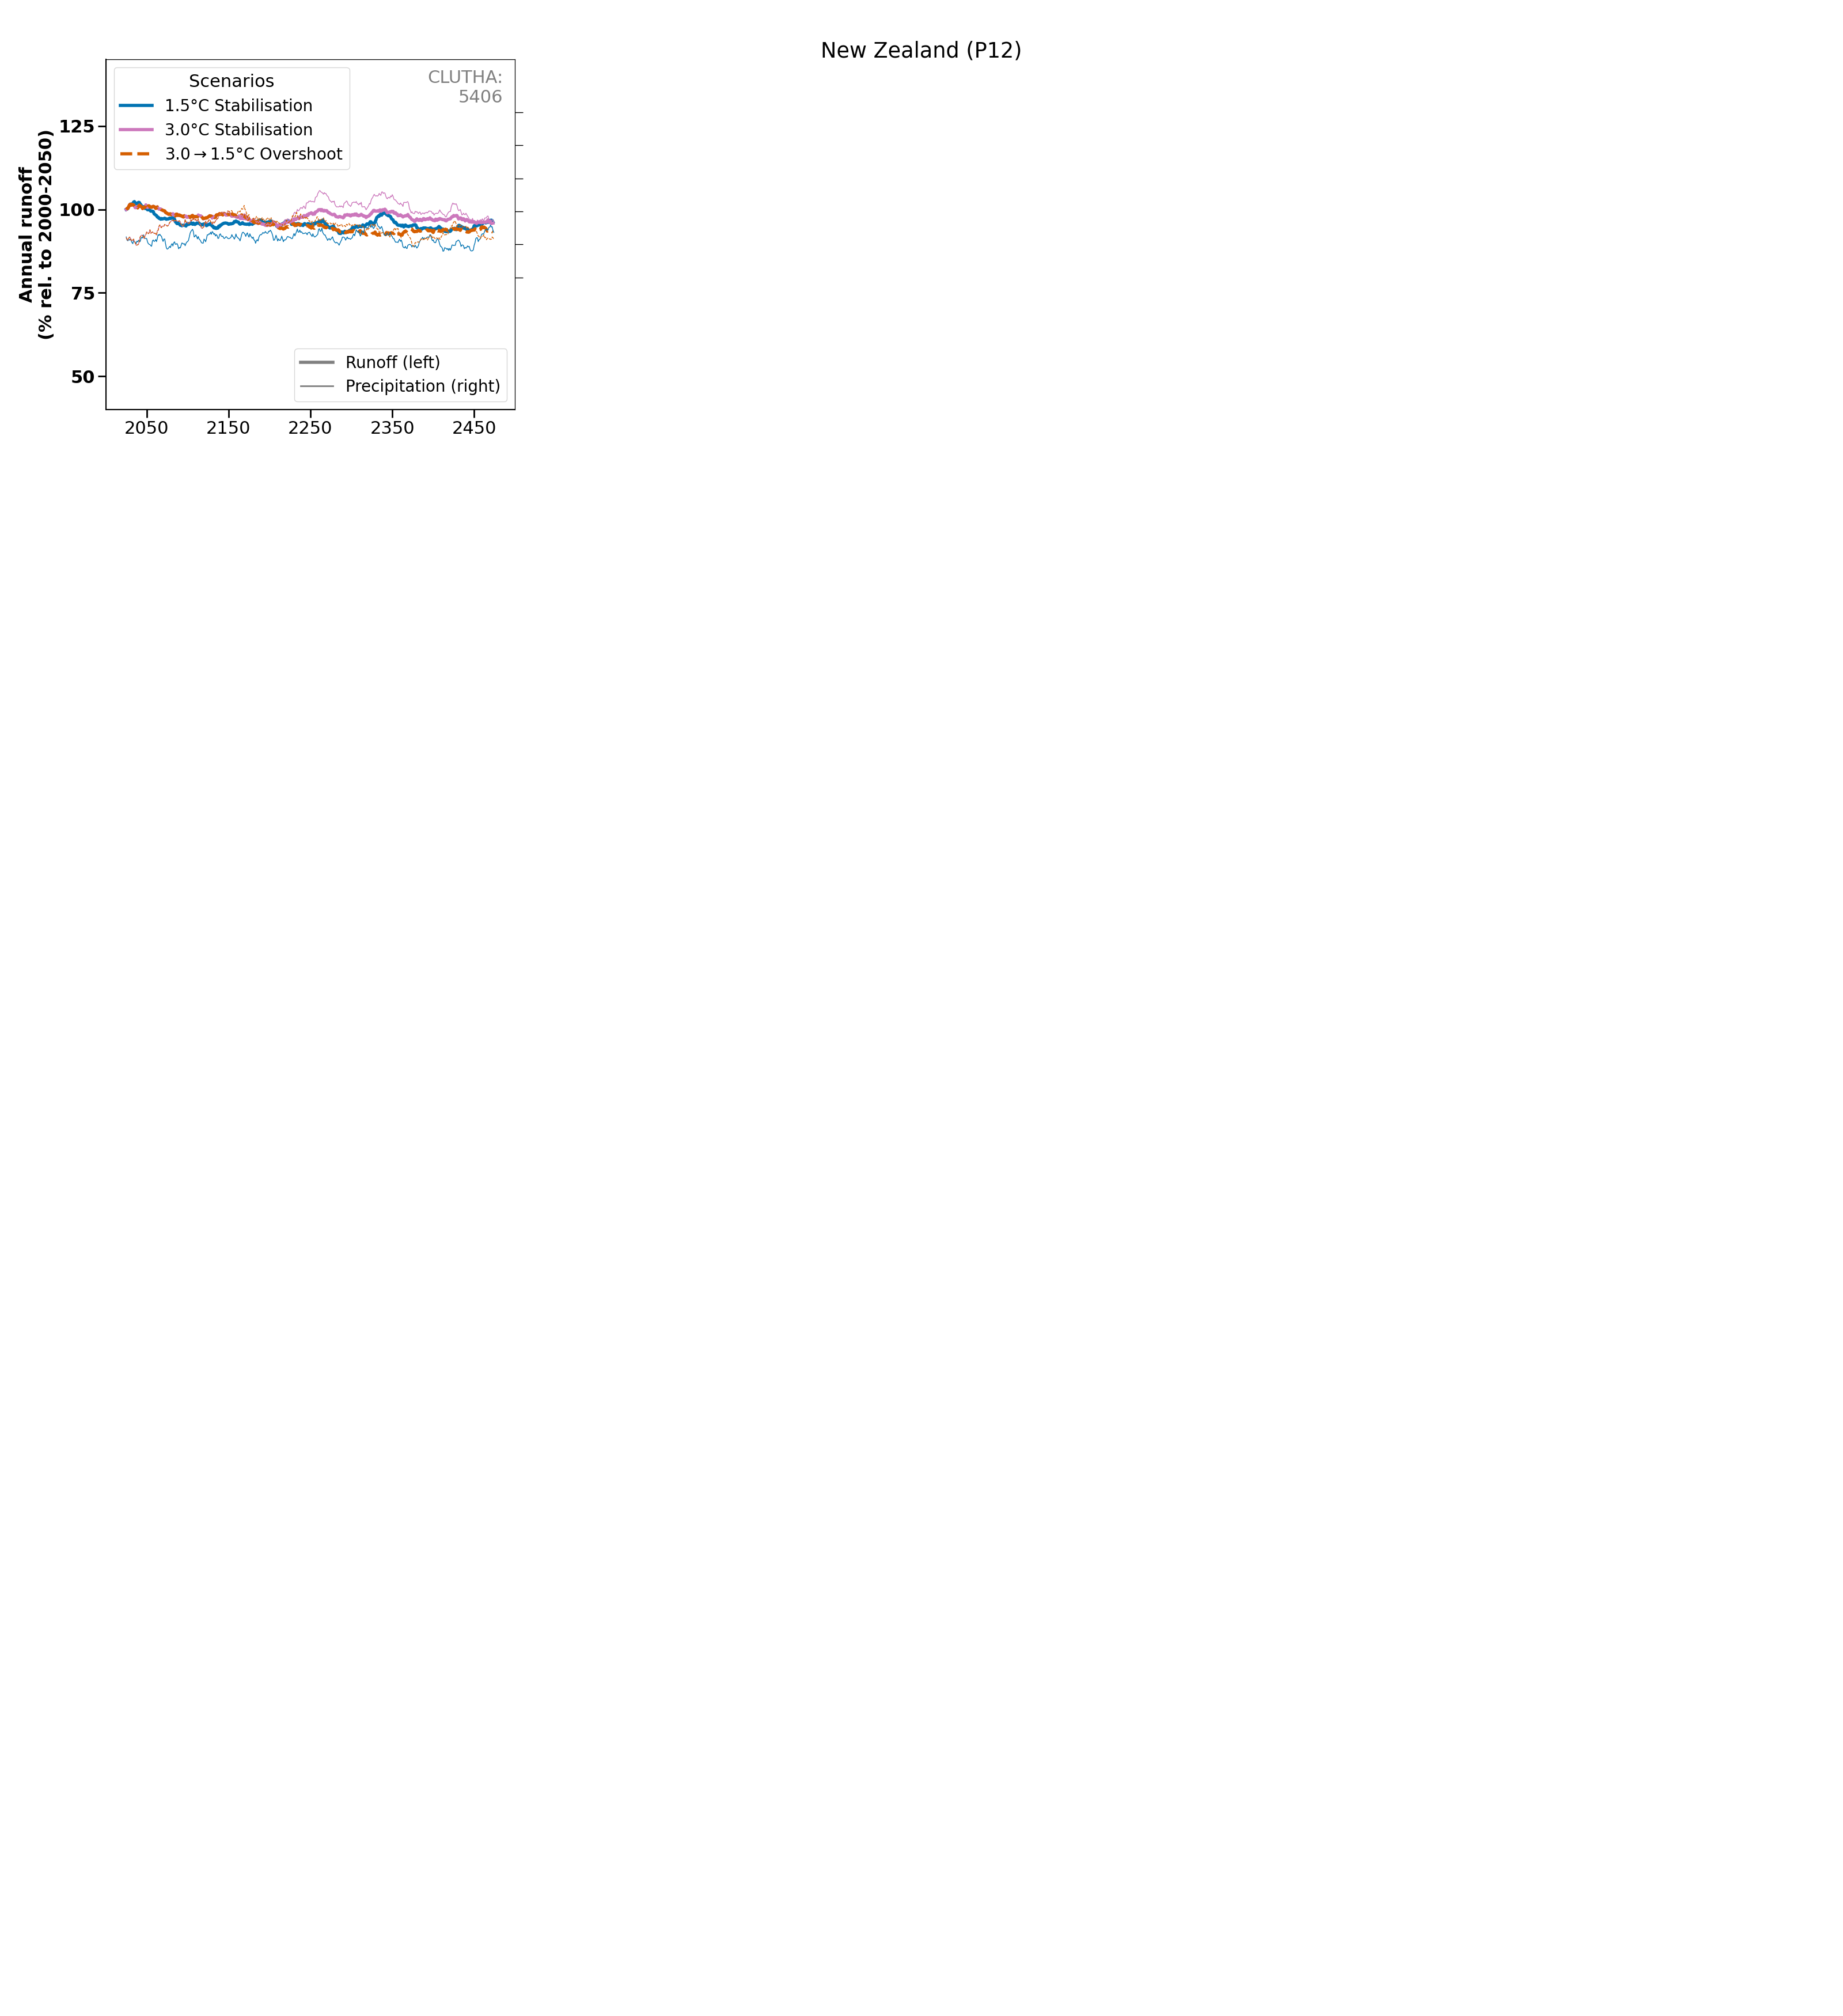 New Zealand (P12)
CLUTHA:
5406
Scenarios
1.5°C Stabilisation
3.0°C Stabilisation
3.0→1.5°C Overshoot
Annual runoff
(% rel. to 2000-2050)
125
100
75
50
Runoff (left)
Precipitation (right)
2050 2150 2250 2350 2450